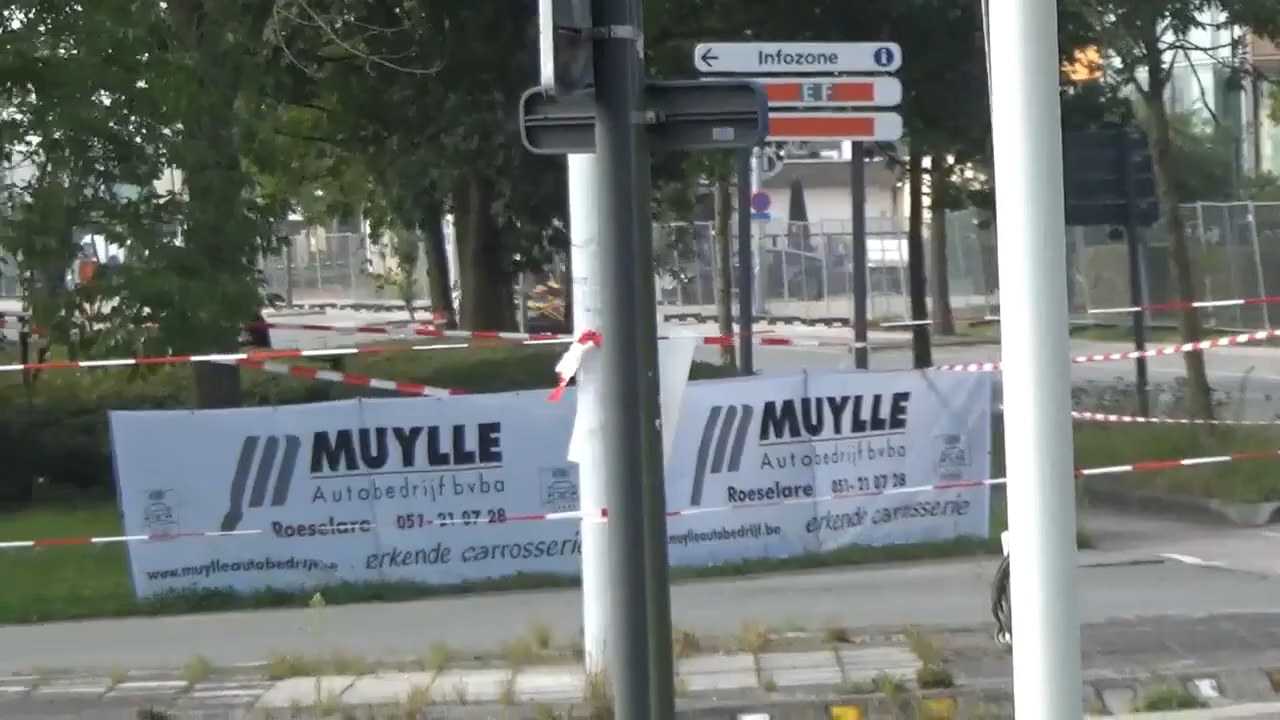 Infozone
E F
MUYLLE
Autobedrijf bvba
Roeselare 051-21 07 28
www.muylleautobedrijf.be erkende carrosserie
MUYLLE
Autobedrijf bvba
Roeselare 051-21 07 28
muylleautobedrijf.be erkende carrosserie